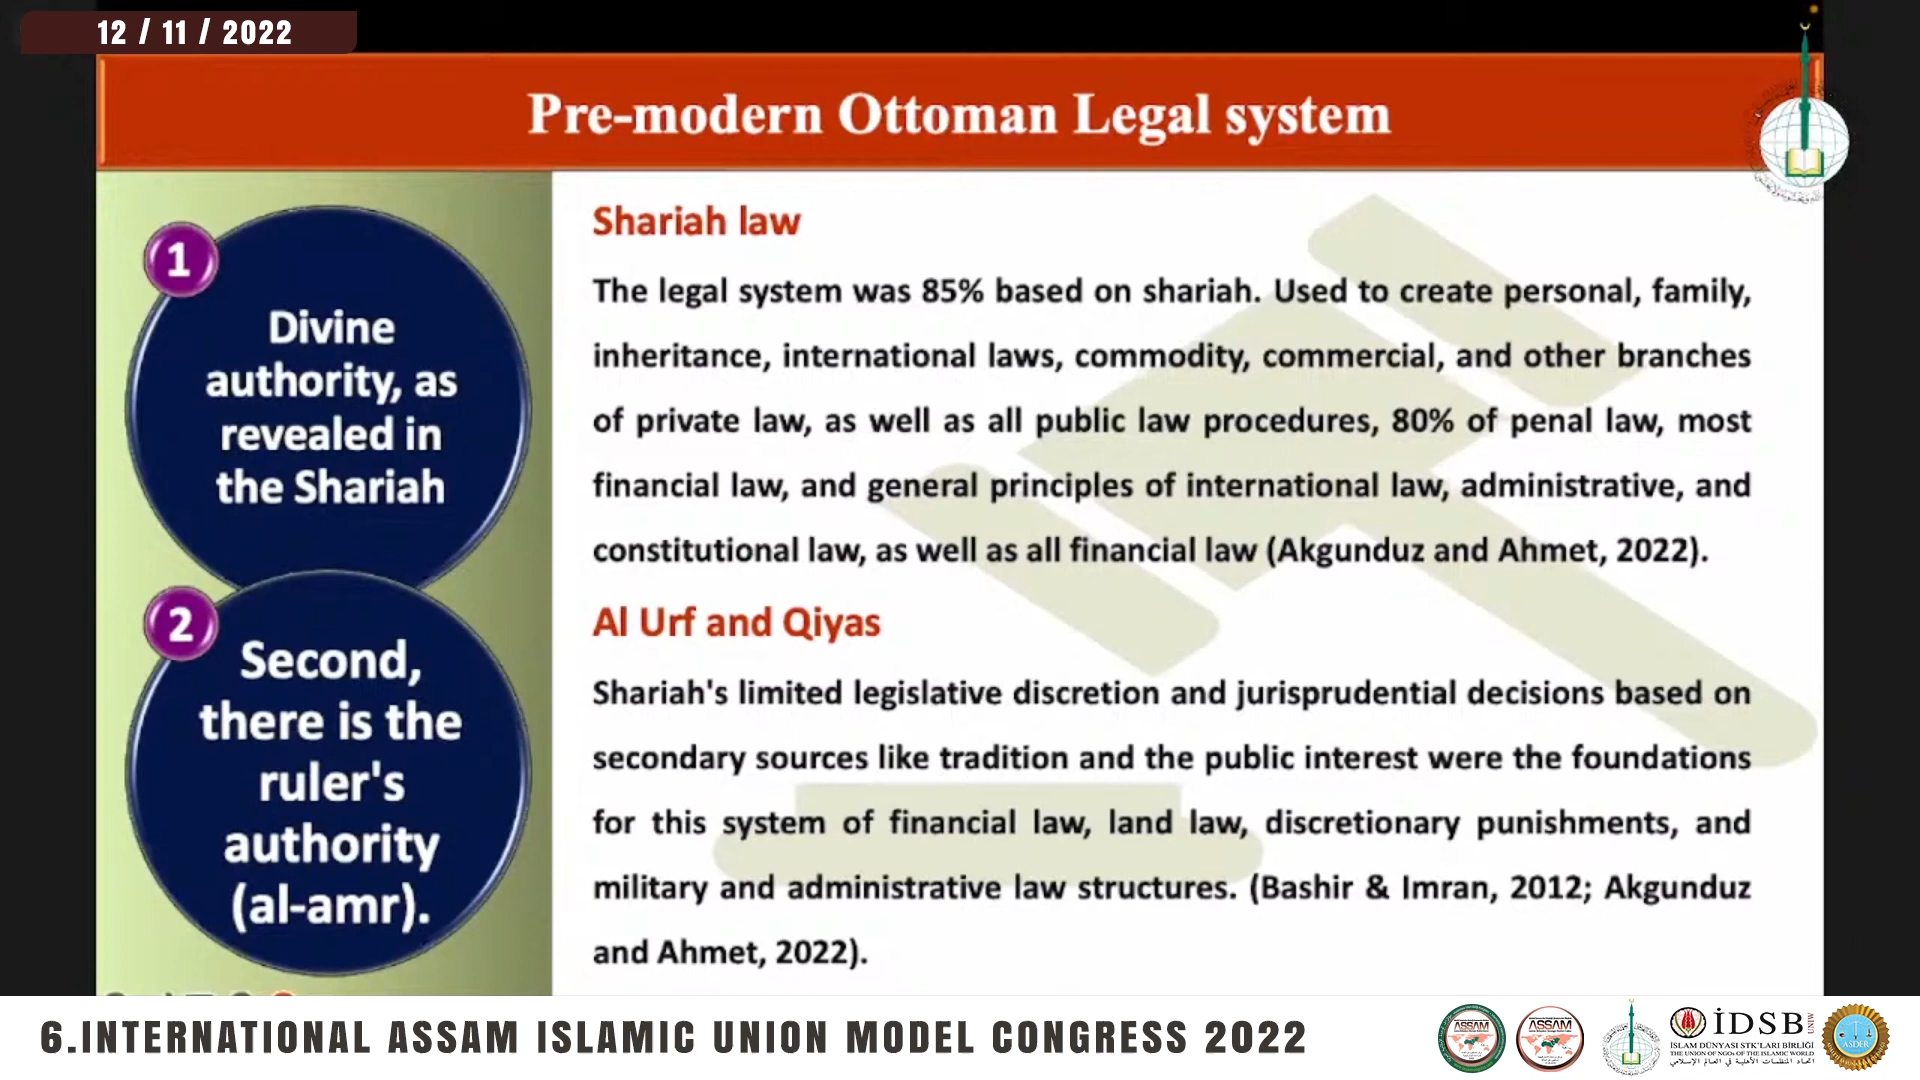 12 / 11 / 2022
Pre-modern Ottoman Legal system
1
Divine
authority, as
revealed in
the Shariah
2
Second,
there is the
ruler's
authority
(al-amr).
Shariah law
The legal system was 85% based on shariah. Used to create personal, family,
inheritance, international laws, commodity, commercial, and other branches
of private law, as well as all public law procedures, 80% of penal law, most
financial law, and general principles of international law, administrative, and
constitutional law, as well as all financial law (Akgunduz and Ahmet, 2022).
Al Urf and Qiyas
Shariah's limited legislative discretion and jurisprudential decisions based on
secondary sources like tradition and the public interest were the foundations
for this system of financial law, land law, discretionary punishments, and
military and administrative law structures. (Bashir & Imran, 2012; Akgunduz
and Ahmet, 2022).
6.INTERNATIONAL ASSAM ISLAMIC UNION MODEL CONGRESS 2022
ASSAM
ASSAM
İDSB
UNIW
İSLAM DÜNYASI STK'LARI BİRLİĞİ
THE UNION OF NGOs OF THE ISLAMIC WORLD
اتحاد المنظمات الأهلية في العالم الإسلامي
ASDER